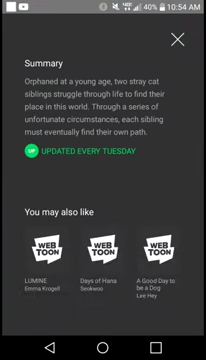 40% 10:54 AM
Summary
Orphaned at a young age, two stray cat
siblings struggle through life to find their
place in this world. Through a series of
unfortunate circumstances, each sibling
must eventually find their own path.
UP UPDATED EVERY TUESDAY
You may also like
WEB
TOON
WEB
TOON
WEB
TOON
LUMINE
Emma Krogell
Days of Hana
Seokwoo
A Good Day to
be a Dog
Lee Hey